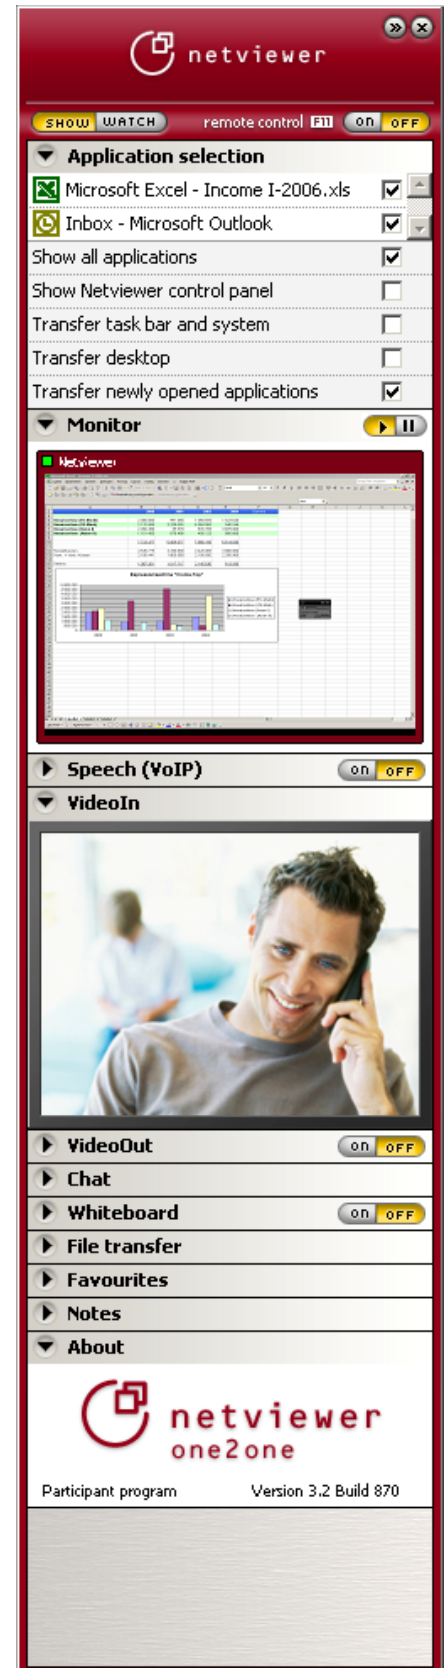 netviewer
SHOW WATCH remote control F11 on OFF
Application selection
Microsoft Excel - Income I-2006.xls
Inbox - Microsoft Outlook
Show all applications
Show Netviewer control panel
Transfer task bar and system
Transfer desktop
Transfer newly opened applications
Monitor
Netviewer
Speech (VoIP) on OFF
VideoIn
VideoOut on OFF
Chat
Whiteboard on OFF
File transfer
Favourites
Notes
About
netviewer
one2one
Participant program Version 3.2 Build 870